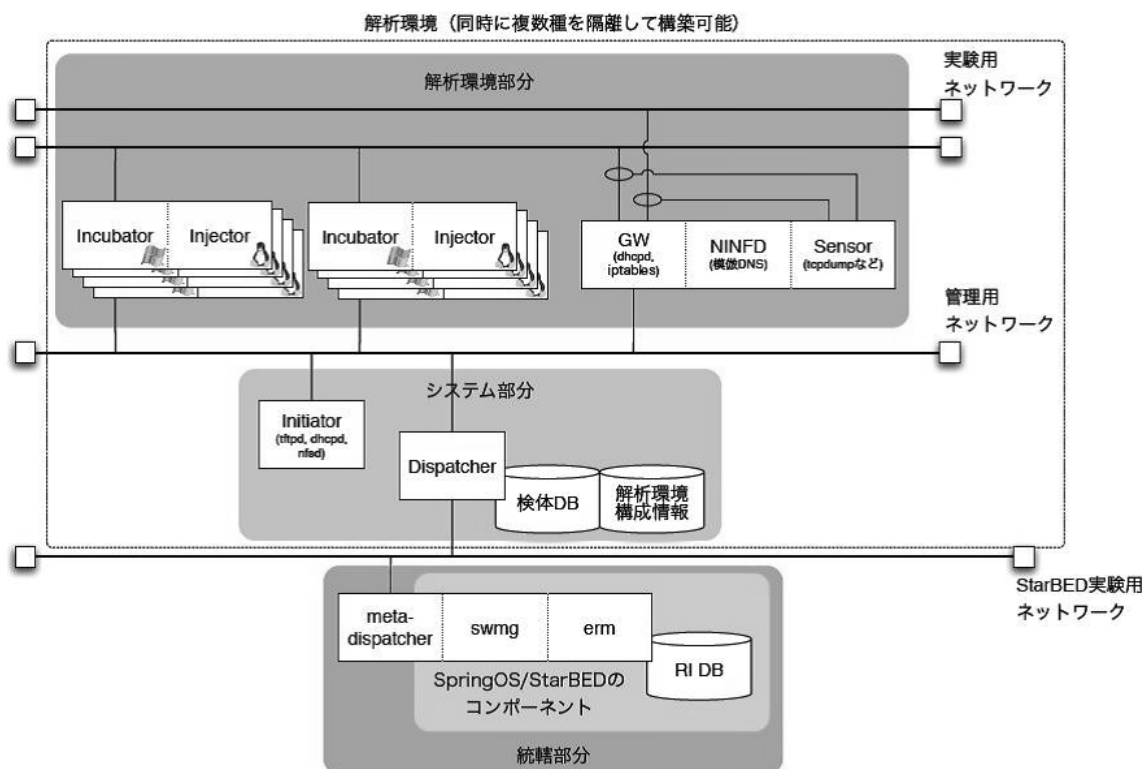 解析環境（同時に複数種を隔離して構築可能）
解析環境部分
実験用
ネットワーク
Incubator
Injector
Incubator
Injector
GW
(dhcpd,
iptables)
NINFD
(模倣DNS)
Sensor
(tcpdumpなど)
管理用
ネットワーク
システム部分
Initiator
(tftpd, dhcpd,
nfsd)
Dispatcher
検体DB
解析環境
構成情報
StarBED実験用
ネットワーク
meta-
dispatcher
swmg
erm
RI DB
SpringOS/StarBEDの
コンポーネント
統轄部分